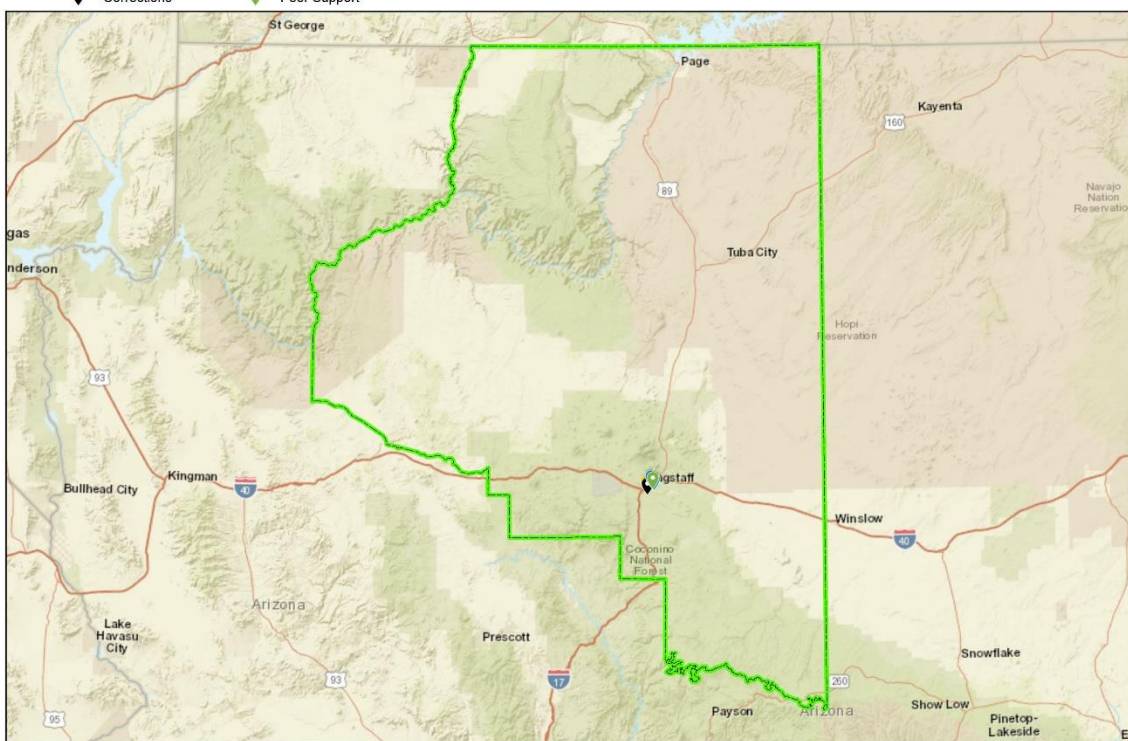 Corrections
Peer Support
St George
Page
Kayenta
160
89
Navajo
Nation
Reservatio
gas
nderson
Tuba City
Hopi
Reservation
93
Kingman
40
Bullhead City
gstaff
Winslow
40
Coconino
National
Forest
Arizona
Lake
Havasu
City
Prescott
Snowflake
93
17
260
95
Payson
Arizona
Show Low
Pinetop-
Lakeside
E